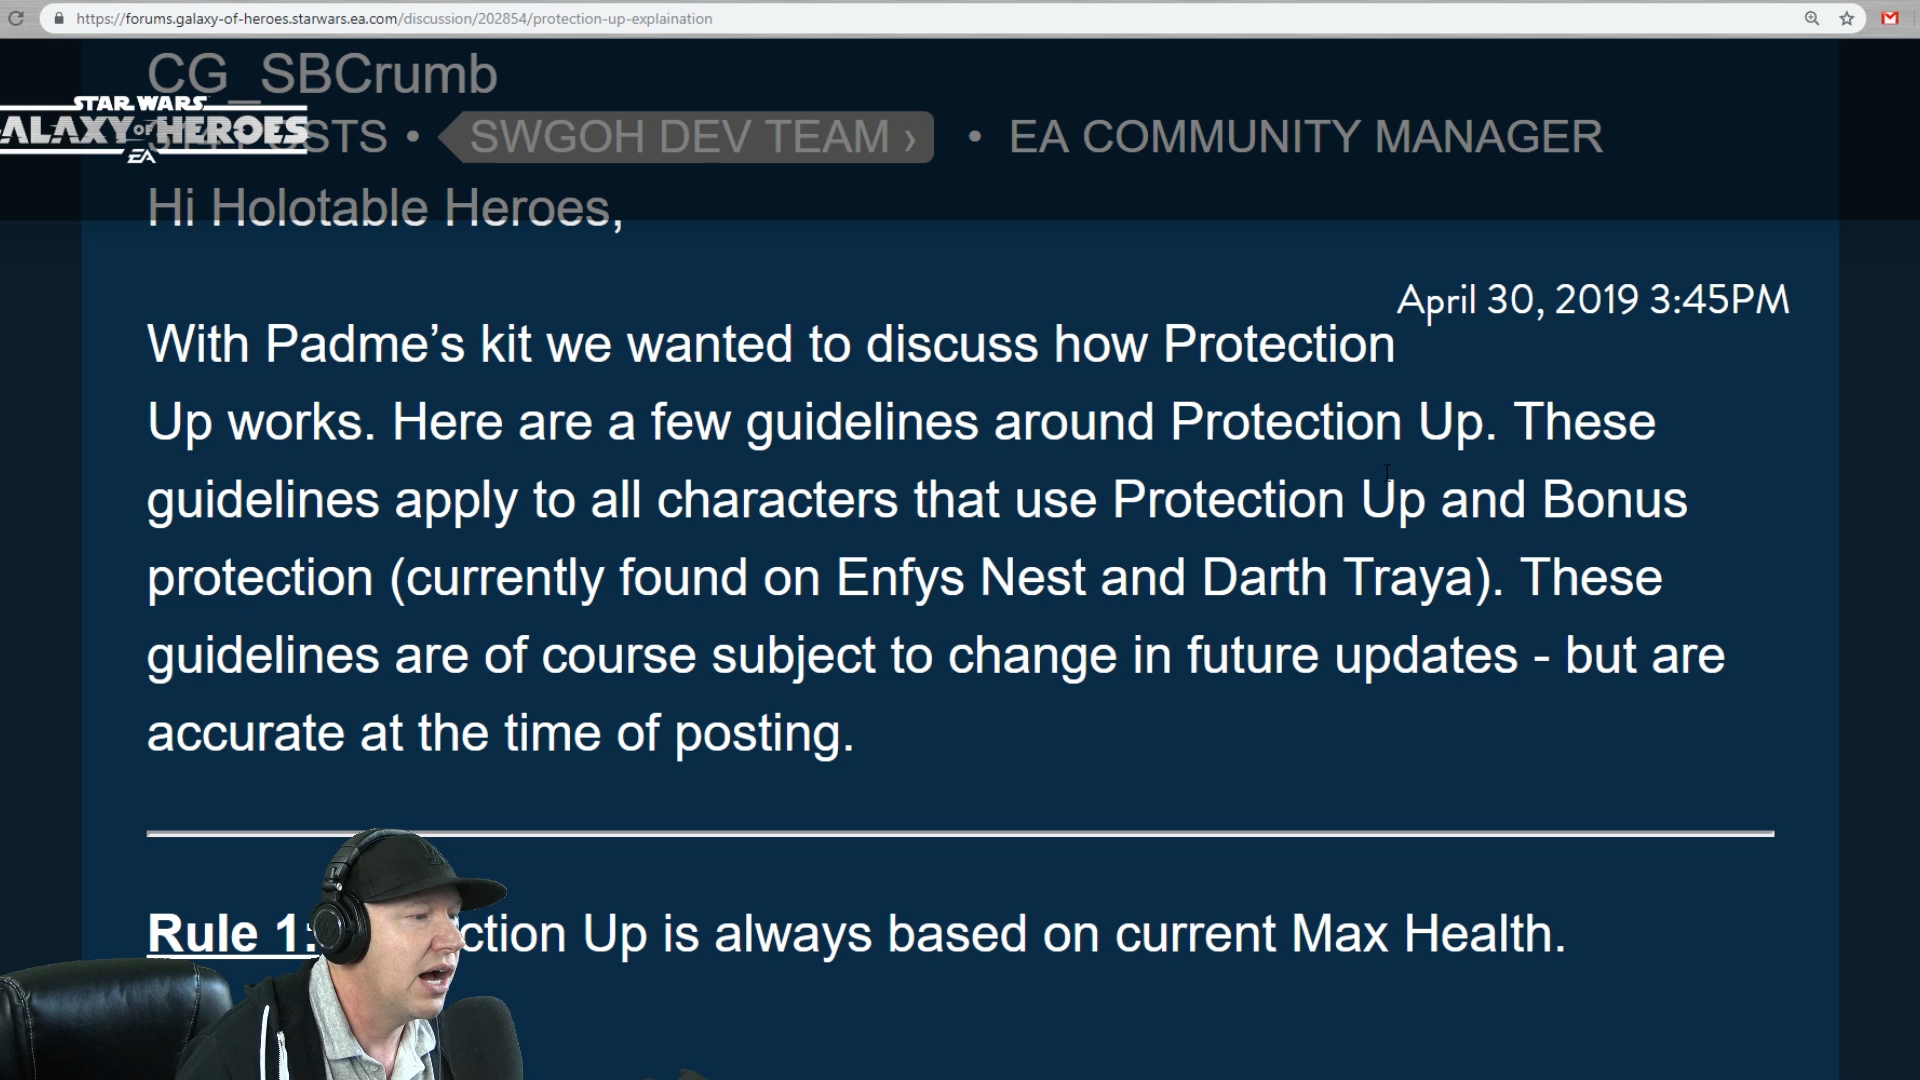 https://forums.galaxy-of-heroes.starwars.ea.com/discussion/202854/protection-up-explaination
CG_SBCrumb
STAR WARS
GALAXY OF HEROES
EA
POSTS • SWGOH DEV TEAM › • EA COMMUNITY MANAGER
Hi Holotable Heroes,
April 30, 2019 3:45PM
With Padme’s kit we wanted to discuss how Protection
Up works. Here are a few guidelines around Protection Up. These
guidelines apply to all characters that use Protection Up and Bonus
protection (currently found on Enfys Nest and Darth Traya). These
guidelines are of course subject to change in future updates - but are
accurate at the time of posting.
Rule 1: ction Up is always based on current Max Health.